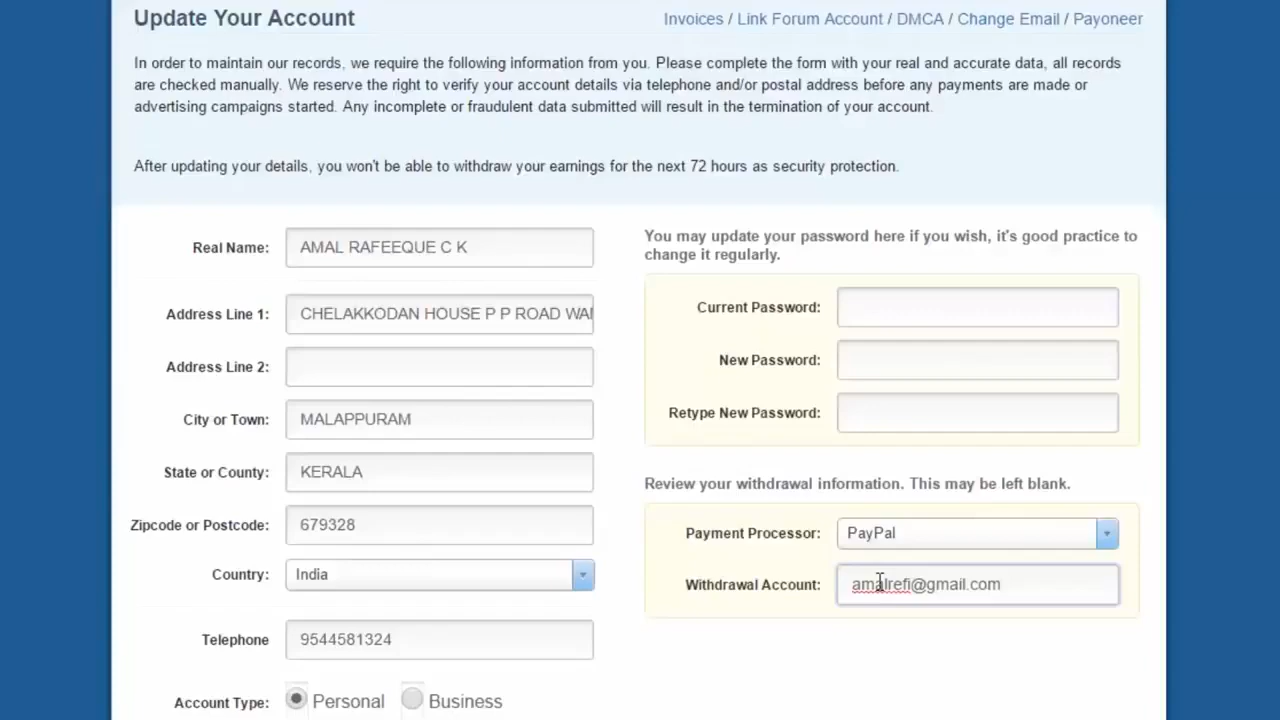 Update Your Account
Invoices / Link Forum Account / DMCA / Change Email / Payoneer
In order to maintain our records, we require the following information from you. Please complete the form with your real and accurate data, all records
are checked manually. We reserve the right to verify your account details via telephone and/or postal address before any payments are made or
advertising campaigns started. Any incomplete or fraudulent data submitted will result in the termination of your account.
After updating your details, you won't be able to withdraw your earnings for the next 72 hours as security protection.
Real Name: AMAL RAFEEQUE C K
Address Line 1: CHELAKKODAN HOUSE P P ROAD
Address Line 2:
City or Town: MALAPPURAM
State or County: KERALA
Zipcode or Postcode: 679328
Country: India
Telephone 9544581324
Account Type: Personal Business
You may update your password here if you wish, it's good practice to
change it regularly.
Current Password:
New Password:
Retype New Password:
Review your withdrawal information. This may be left blank.
Payment Processor: PayPal
Withdrawal Account: amalrefi@gmail.com